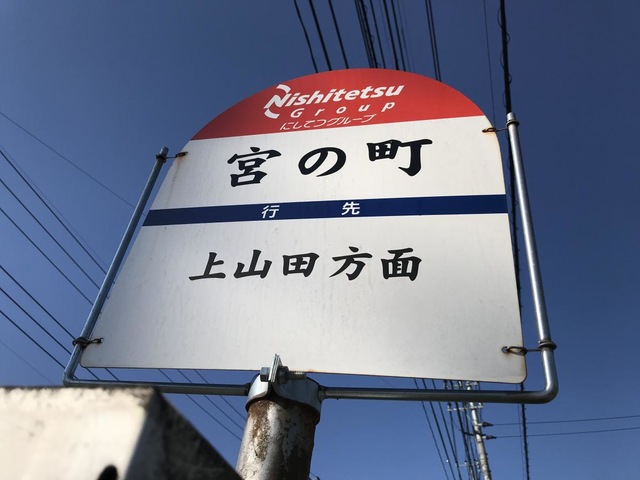 Nishitetsu
Group
にしてつグループ
宮の町
行先
上山田方面